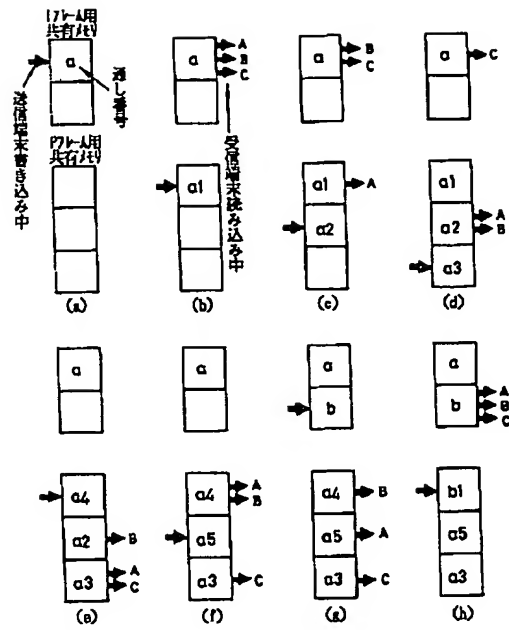 Iフレーム用
共有メモリ
a
送信端末書き込み中
通し番号
Pフレーム用
共有メモリ
(a)
a
A
B
C
受信端末読み込み中
a1
(b)
a
B
C
a1
A
a2
(c)
a
C
a1
a2
A
B
a3
(d)
a
a4
a2
B
a3
A
C
(e)
a
a4
A
B
a5
a3
C
(f)
a
b
a4
B
a5
A
a3
C
(g)
a
b
A
B
C
b1
a5
a3
(h)